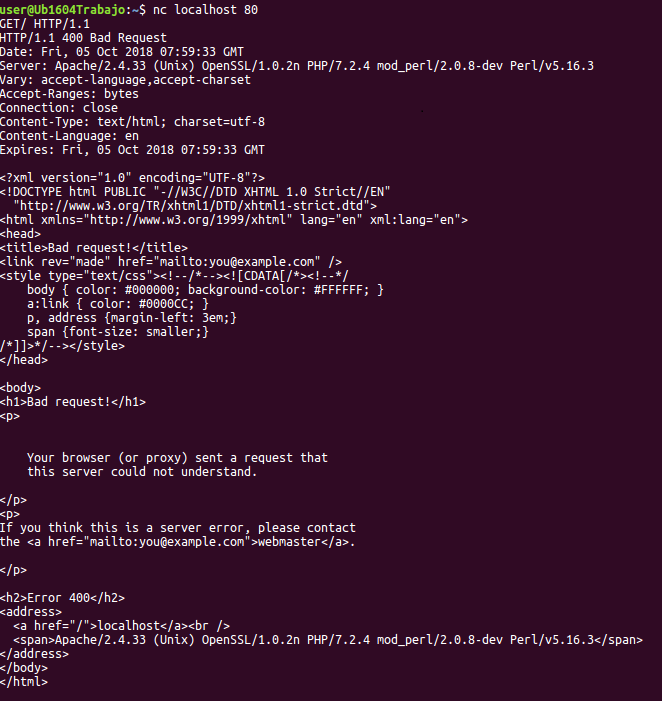 user@Ub1604Trabajo:~$ nc localhost 80
GET/ HTTP/1.1
HTTP/1.1 400 Bad Request
Date: Fri, 05 Oct 2018 07:59:33 GMT
Server: Apache/2.4.33 (Unix) OpenSSL/1.0.2n PHP/7.2.4 mod_perl/2.0.8-dev Perl/v5.16.3
Vary: accept-language,accept-charset
Accept-Ranges: bytes
Connection: close
Content-Type: text/html; charset=utf-8
Content-Language: en
Expires: Fri, 05 Oct 2018 07:59:33 GMT

<?xml version="1.0" encoding="UTF-8"?>
<!DOCTYPE html PUBLIC "-//W3C//DTD XHTML 1.0 Strict//EN"
  "http://www.w3.org/TR/xhtml1/DTD/xhtml1-strict.dtd">
<html xmlns="http://www.w3.org/1999/xhtml" lang="en" xml:lang="en">
<head>
<title>Bad request!</title>
<link rev="made" href="mailto:you@example.com" />
<style type="text/css"><!--/*--><![CDATA[/*><!--*/
    body { color: #000000; background-color: #FFFFFF; }
    a:link { color: #0000CC; }
    p, address {margin-left: 3em;}
    span {font-size: smaller;}
/*]]>*/--></style>
</head>

<body>
<h1>Bad request!</h1>
<p>


    Your browser (or proxy) sent a request that
    this server could not understand.

</p>
<p>
If you think this is a server error, please contact
the <a href="mailto:you@example.com">webmaster</a>.

</p>

<h2>Error 400</h2>
<address>
  <a href="/">localhost</a><br />
  <span>Apache/2.4.33 (Unix) OpenSSL/1.0.2n PHP/7.2.4 mod_perl/2.0.8-dev Perl/v5.16.3</span>
</address>
</body>
</html>